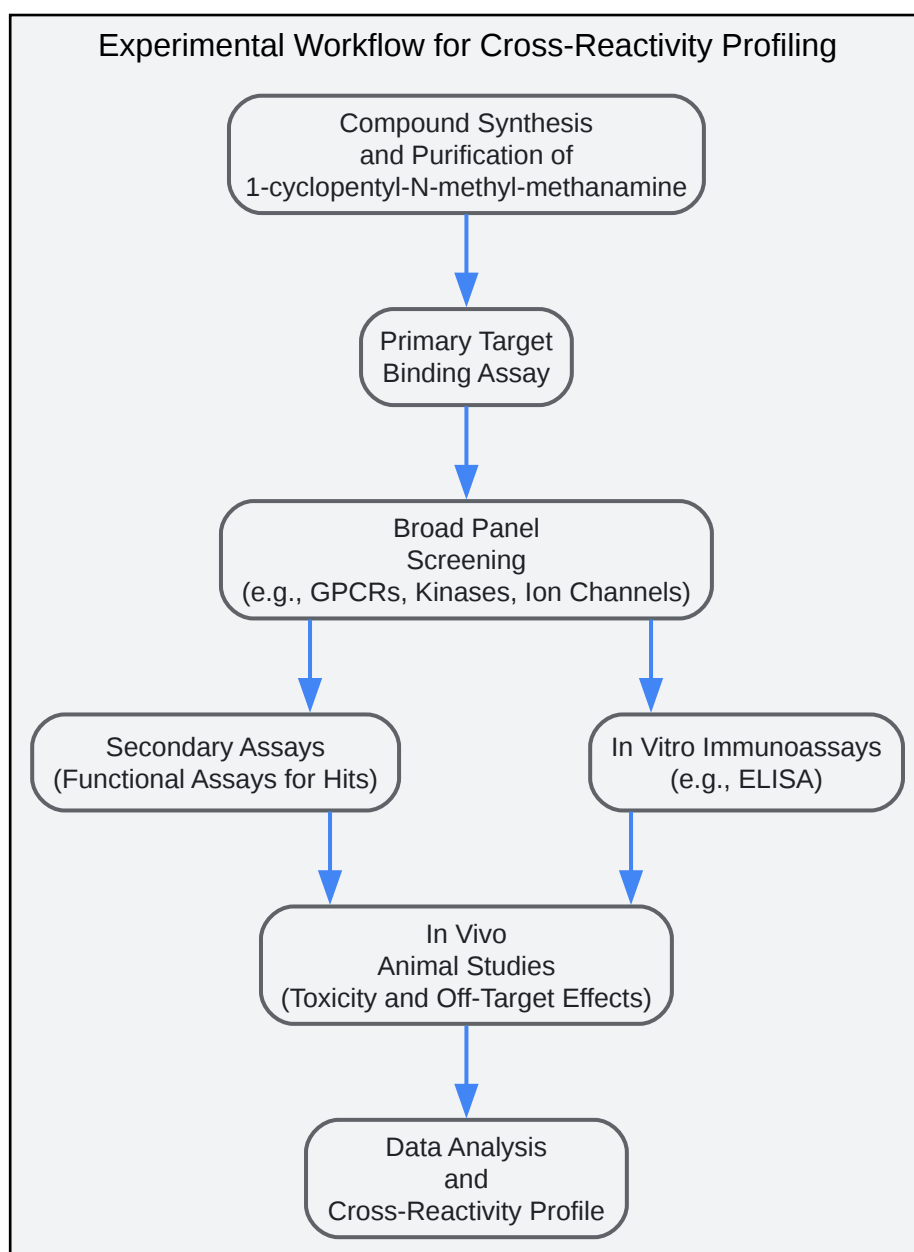 Experimental Workflow for Cross-Reactivity Profiling
Compound Synthesis
and Purification of
1-cyclopentyl-N-methyl-methanamine
Primary Target
Binding Assay
Broad Panel
Screening
(e.g., GPCRs, Kinases, Ion Channels)
Secondary Assays
(Functional Assays for Hits)
In Vitro Immunoassays
(e.g., ELISA)
In Vivo
Animal Studies
(Toxicity and Off-Target Effects)
Data Analysis
and
Cross-Reactivity Profile